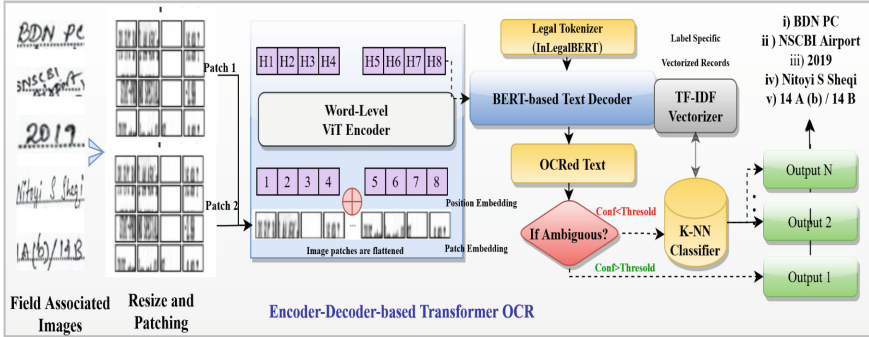 BDN PC
NSCBI
Airport
2019
Nitoyi S Sheqi
1A(b)/14B
Field Associated
Images
Resize and
Patching
Patch 1
Patch 2
H1 H2 H3 H4
H5 H6 H7 H8
Word-Level
ViT Encoder
1 2 3 4
5 6 7 8
Position Embedding
...
Patch Embedding
Image patches are flattened
Encoder-Decoder-based Transformer OCR
Legal Tokenizer
(InLegalBERT)
BERT-based Text Decoder
OCRed Text
If Ambiguous?
Conf<Thresold
Conf>Thresold
Label Specific
Vectorized Records
TF-IDF
Vectorizer
K-NN
Classifier
i) BDN PC
ii ) NSCBI Airport
iii) 2019
iv) Nitoyi S Sheqi
v) 14 A (b) / 14 B
Output N
Output 2
Output 1